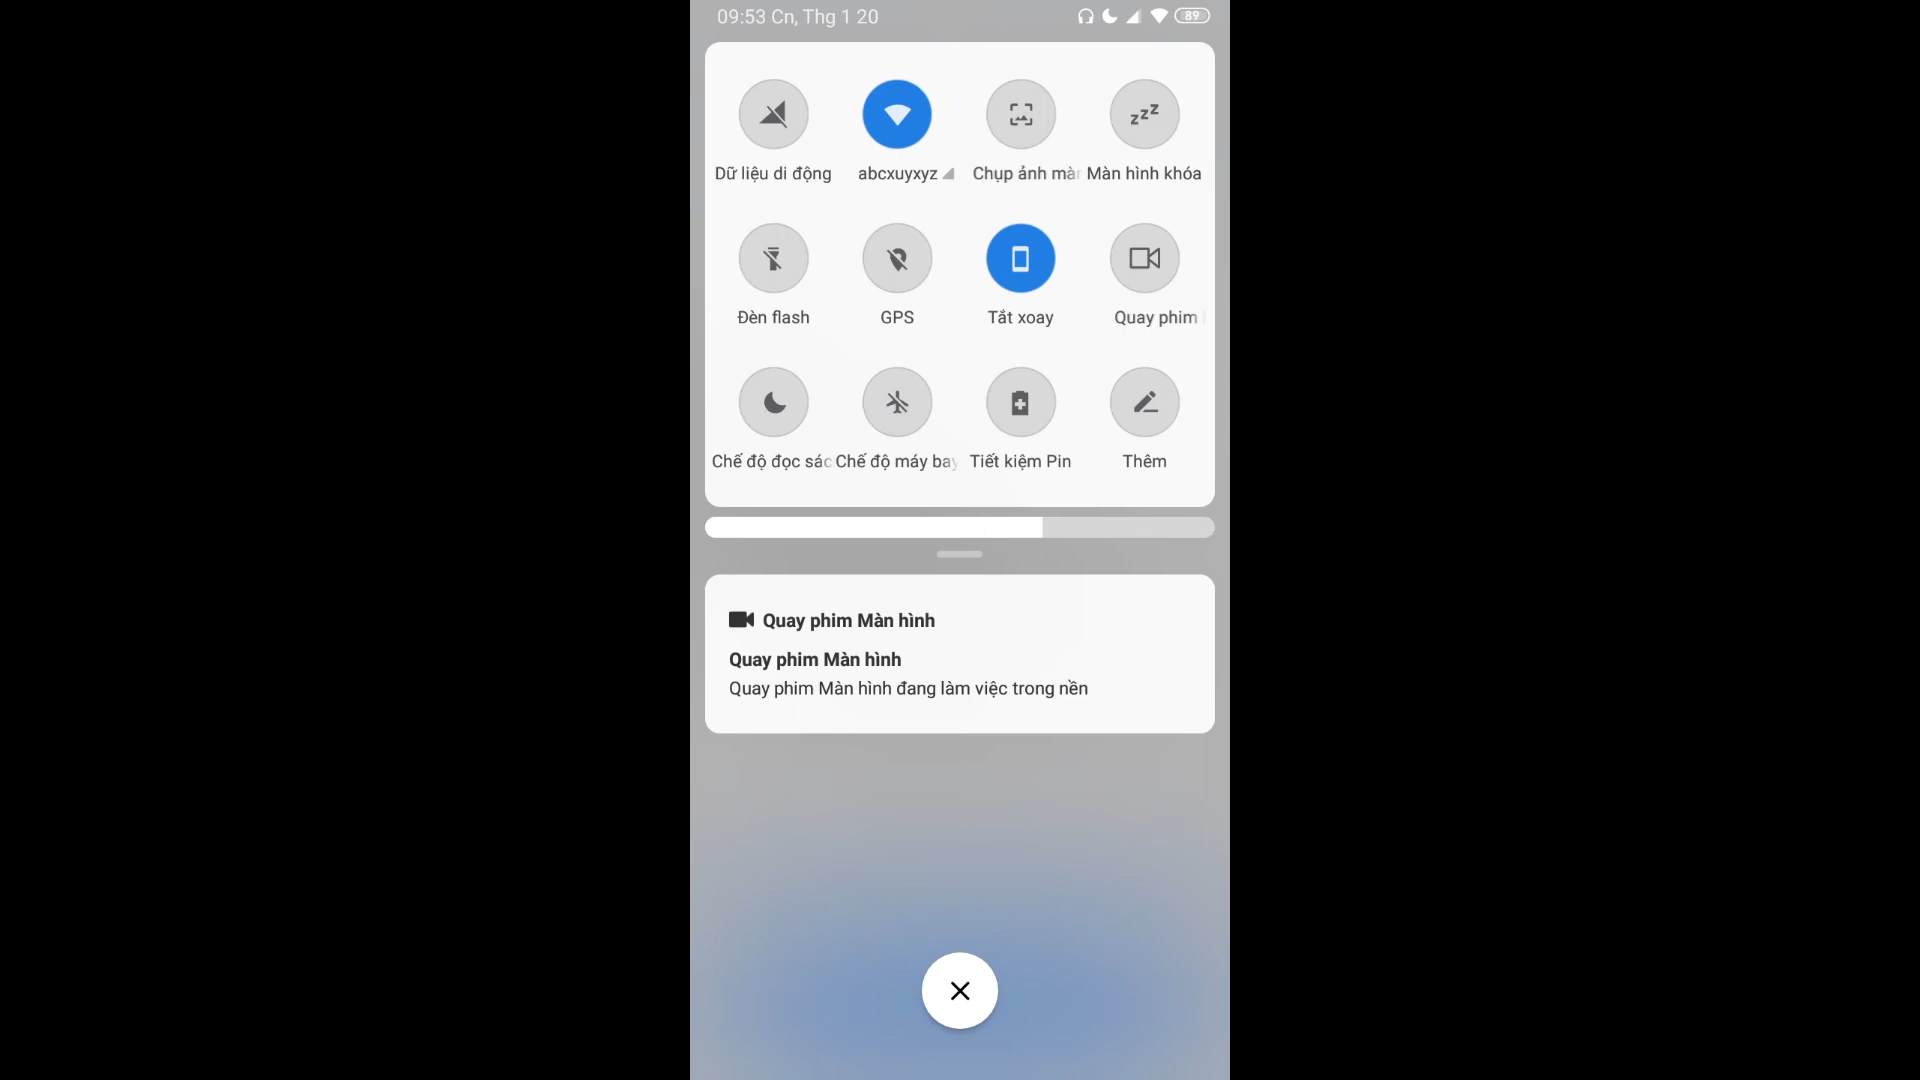 09:53 Cn, Thg 1 20
89
zzz
Dữ liệu di động
abcxuyxyz
Chụp ảnh màn
Màn hình khóa
Đèn flash
GPS
Tắt xoay
Quay phim
Chế độ đọc sác
Chế độ máy bay
Tiết kiệm Pin
Thêm
Quay phim Màn hình
Quay phim Màn hình
Quay phim Màn hình đang làm việc trong nền